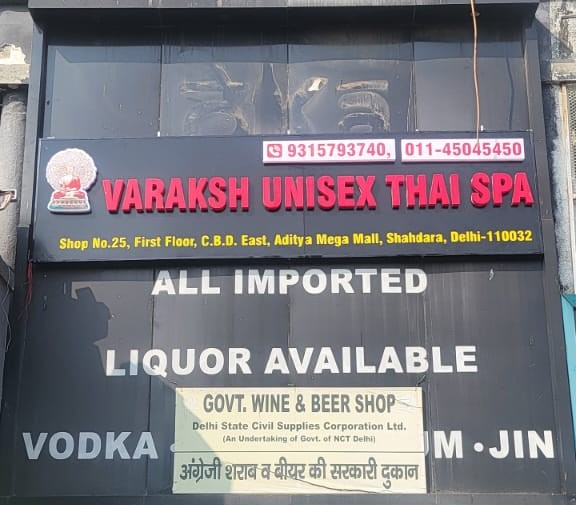 9315793740, 011-45045450
VARAKSH UNISEX THAI SPA
Shop No.25, First Floor, C.B.D. East, Aditya Mega Mall, Shahdara, Delhi-110032
ALL IMPORTED
LIQUOR AVAILABLE
GOVT. WINE & BEER SHOP
Delhi State Civil Supplies Corporation Ltd.
(An Undertaking of Govt. of NCT Delhi)
VODKA • UM • JIN
अंग्रेजी शराब व बीयर की सरकारी दुकान